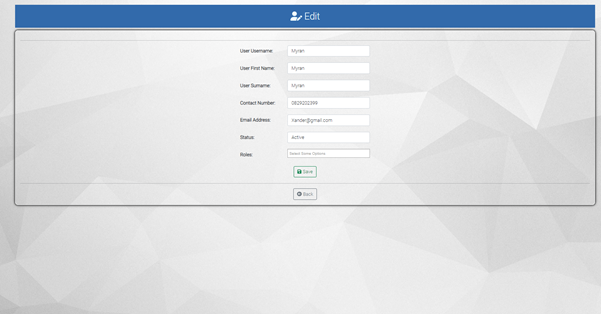 Edit
User Username: Myren
User First Name: Myren
User Surname: Myren
Contact Number: 0829202399
Email Address: Xander@gmail.com
Status: Active
Roles: Select Some Options
Save
Back